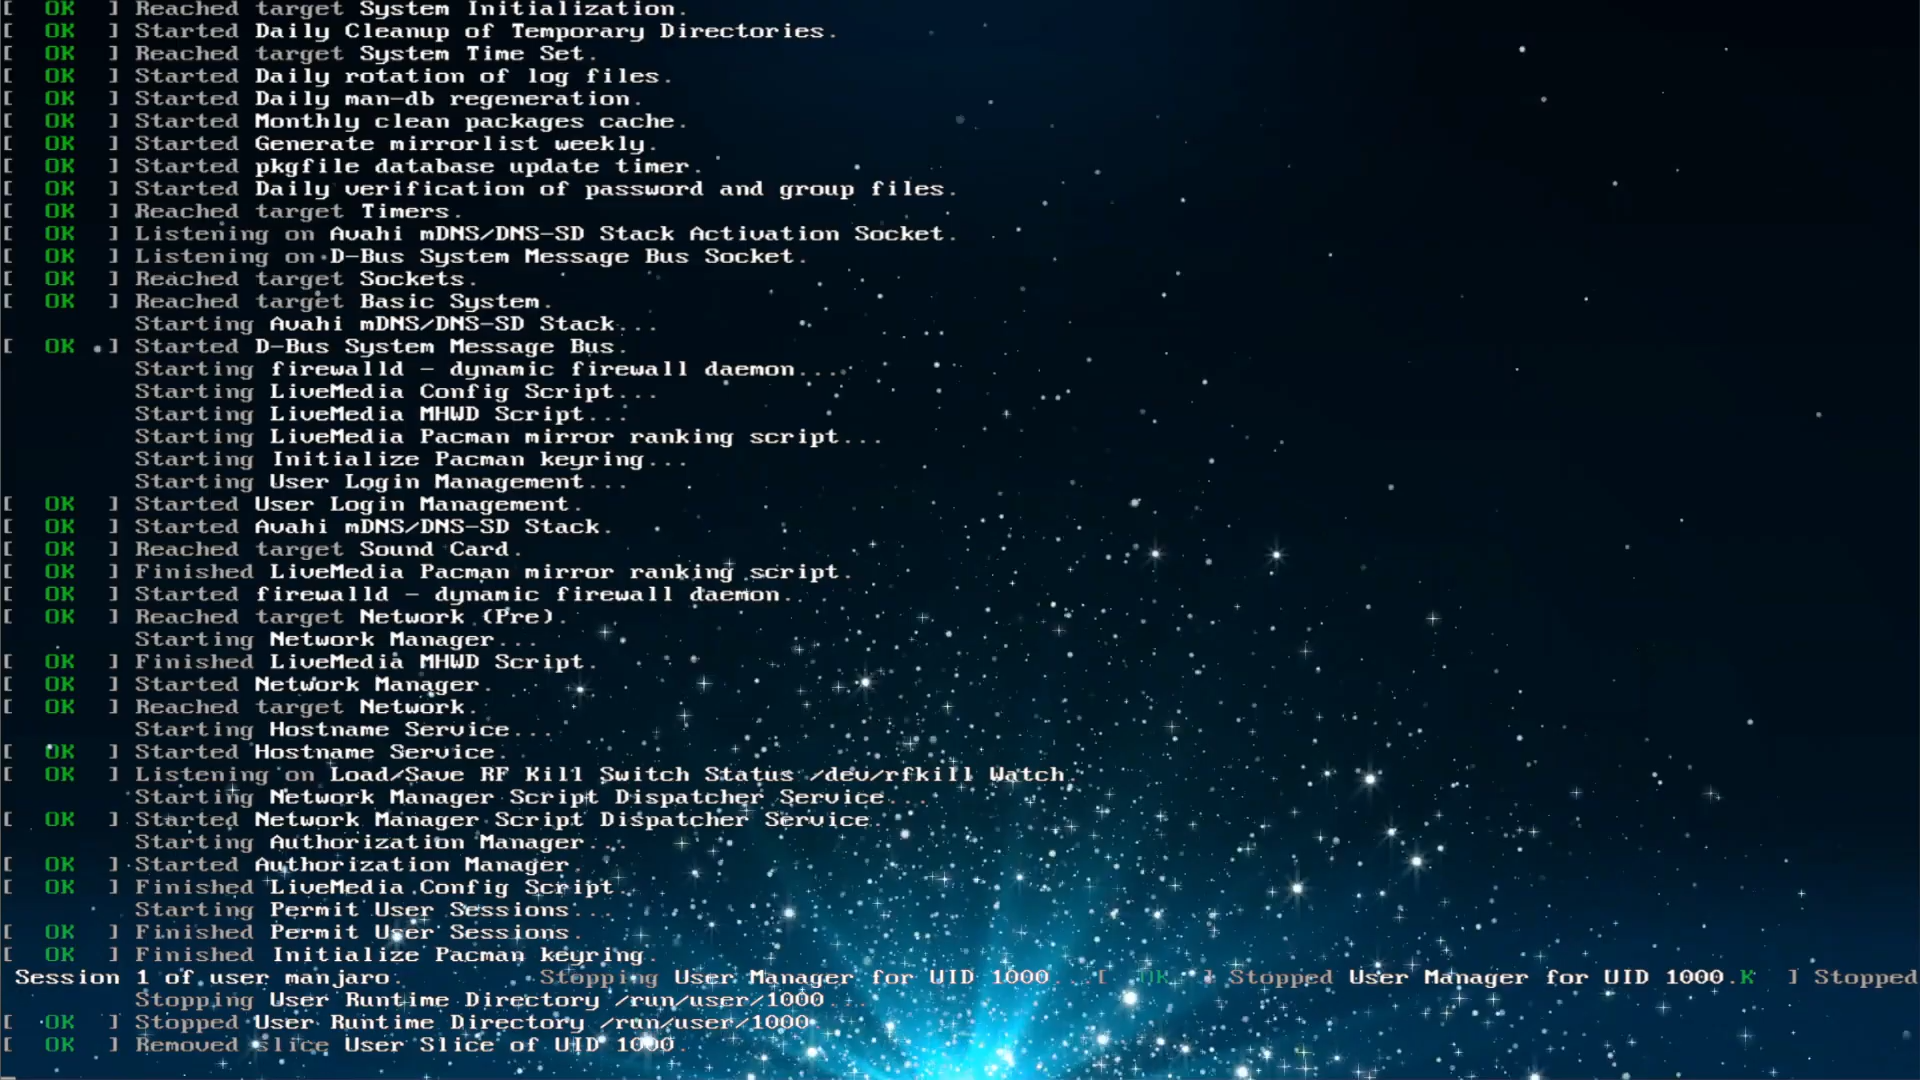 [  OK  ] Reached target System Initialization.
[  OK  ] Started Daily Cleanup of Temporary Directories.
[  OK  ] Reached target System Time Set.
[  OK  ] Started Daily rotation of log files.
[  OK  ] Started Daily man-db regeneration.
[  OK  ] Started Monthly clean packages cache.
[  OK  ] Started Generate mirrorlist weekly.
[  OK  ] Started pkgfile database update timer.
[  OK  ] Started Daily verification of password and group files.
[  OK  ] Reached target Timers.
[  OK  ] Listening on Avahi mDNS/DNS-SD Stack Activation Socket.
[  OK  ] Listening on D-Bus System Message Bus Socket.
[  OK  ] Reached target Sockets.
[  OK  ] Reached target Basic System.
Starting Avahi mDNS/DNS-SD Stack...
[  OK  ] Started D-Bus System Message Bus.
Starting firewalld - dynamic firewall daemon...
Starting LiveMedia Config Script...
Starting LiveMedia MHWD Script...
Starting LiveMedia Pacman mirror ranking script...
Starting Initialize Pacman keyring...
Starting User Login Management...
[  OK  ] Started User Login Management.
[  OK  ] Started Avahi mDNS/DNS-SD Stack.
[  OK  ] Reached target Sound Card.
[  OK  ] Finished LiveMedia Pacman mirror ranking script.
[  OK  ] Started firewalld - dynamic firewall daemon.
[  OK  ] Reached target Network (Pre).
Starting Network Manager...
[  OK  ] Finished LiveMedia MHWD Script.
[  OK  ] Started Network Manager.
[  OK  ] Reached target Network.
Starting Hostname Service...
[  OK  ] Started Hostname Service.
[  OK  ] Listening on Load/Save RF Kill Switch Status /dev/rfkill Watch.
Starting Network Manager Script Dispatcher Service...
[  OK  ] Started Network Manager Script Dispatcher Service.
Starting Authorization Manager...
[  OK  ] Started Authorization Manager.
[  OK  ] Finished LiveMedia Config Script.
Starting Permit User Sessions...
[  OK  ] Finished Permit User Sessions.
[  OK  ] Finished Initialize Pacman keyring.
Session 1 of user manjaro.          Stopping User Manager for UID 1000...[  OK  ] Stopped User Manager for UID 1000.K  ] Stopped
Stopping User Runtime Directory /run/user/1000...
[  OK  ] Stopped User Runtime Directory /run/user/1000.
[  OK  ] Removed slice User Slice of UID 1000.